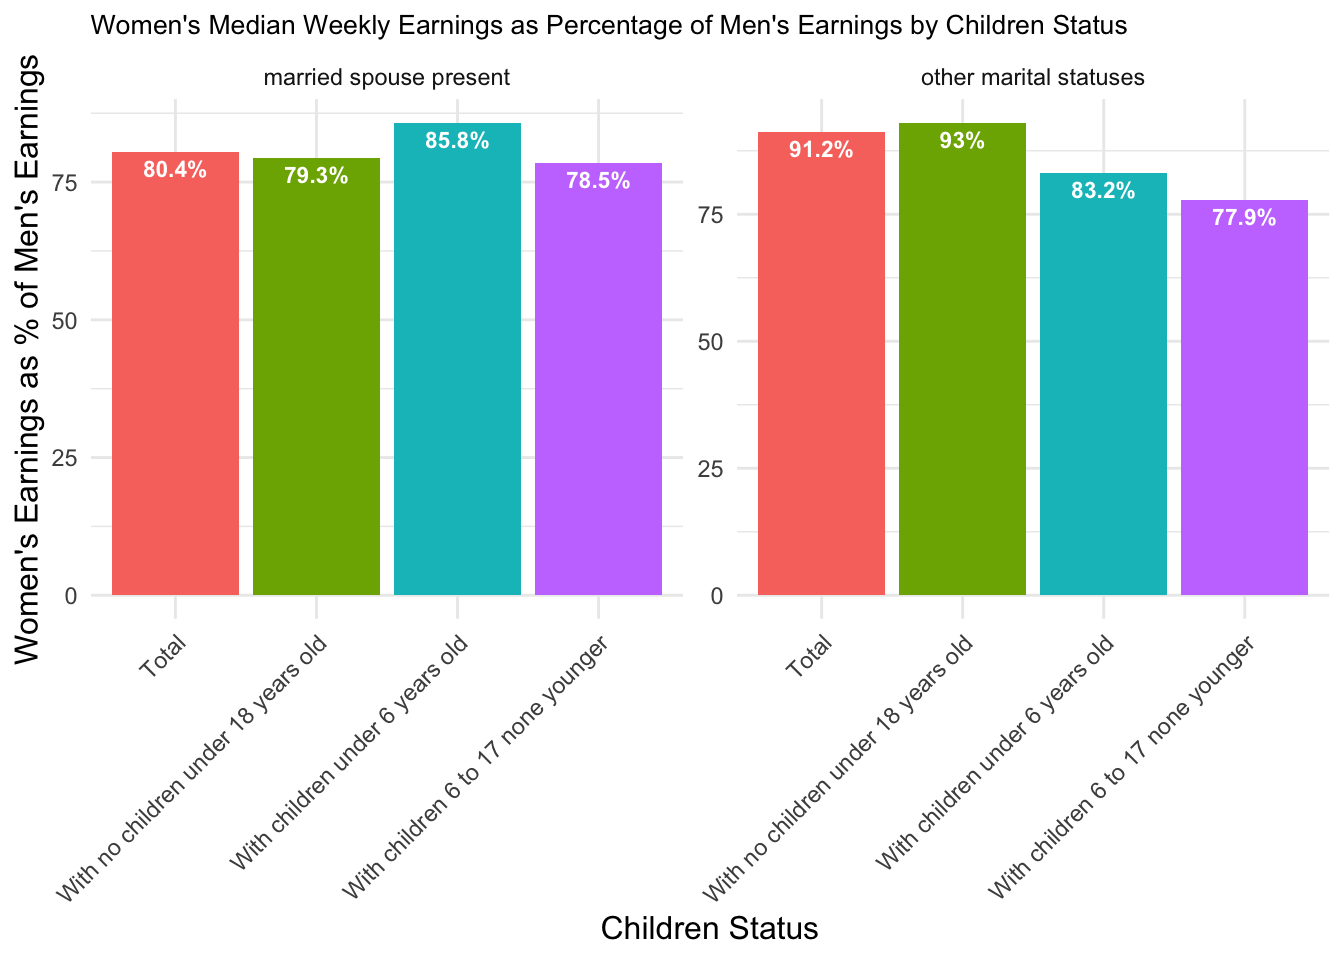 Women's Median Weekly Earnings as Percentage of Men's Earnings by Children Status
married spouse present
other marital statuses
Women's Earnings as % of Men's Earnings
75
50
25
0
80.4%
79.3%
85.8%
78.5%
75
50
25
0
91.2%
93%
83.2%
77.9%
Total
With no children under 18 years old
With children under 6 years old
With children 6 to 17 none younger
Total
With no children under 18 years old
With children under 6 years old
With children 6 to 17 none younger
Children Status